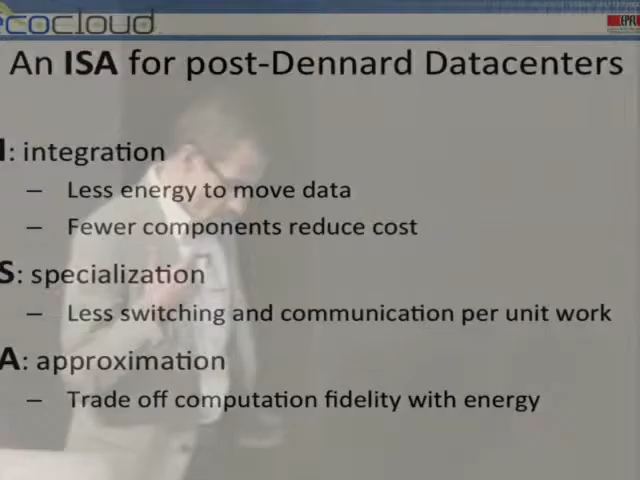 ecocloud
EPFL
An ISA for post-Dennard Datacenters
I: integration
– Less energy to move data
– Fewer components reduce cost
S: specialization
– Less switching and communication per unit work
A: approximation
– Trade off computation fidelity with energy